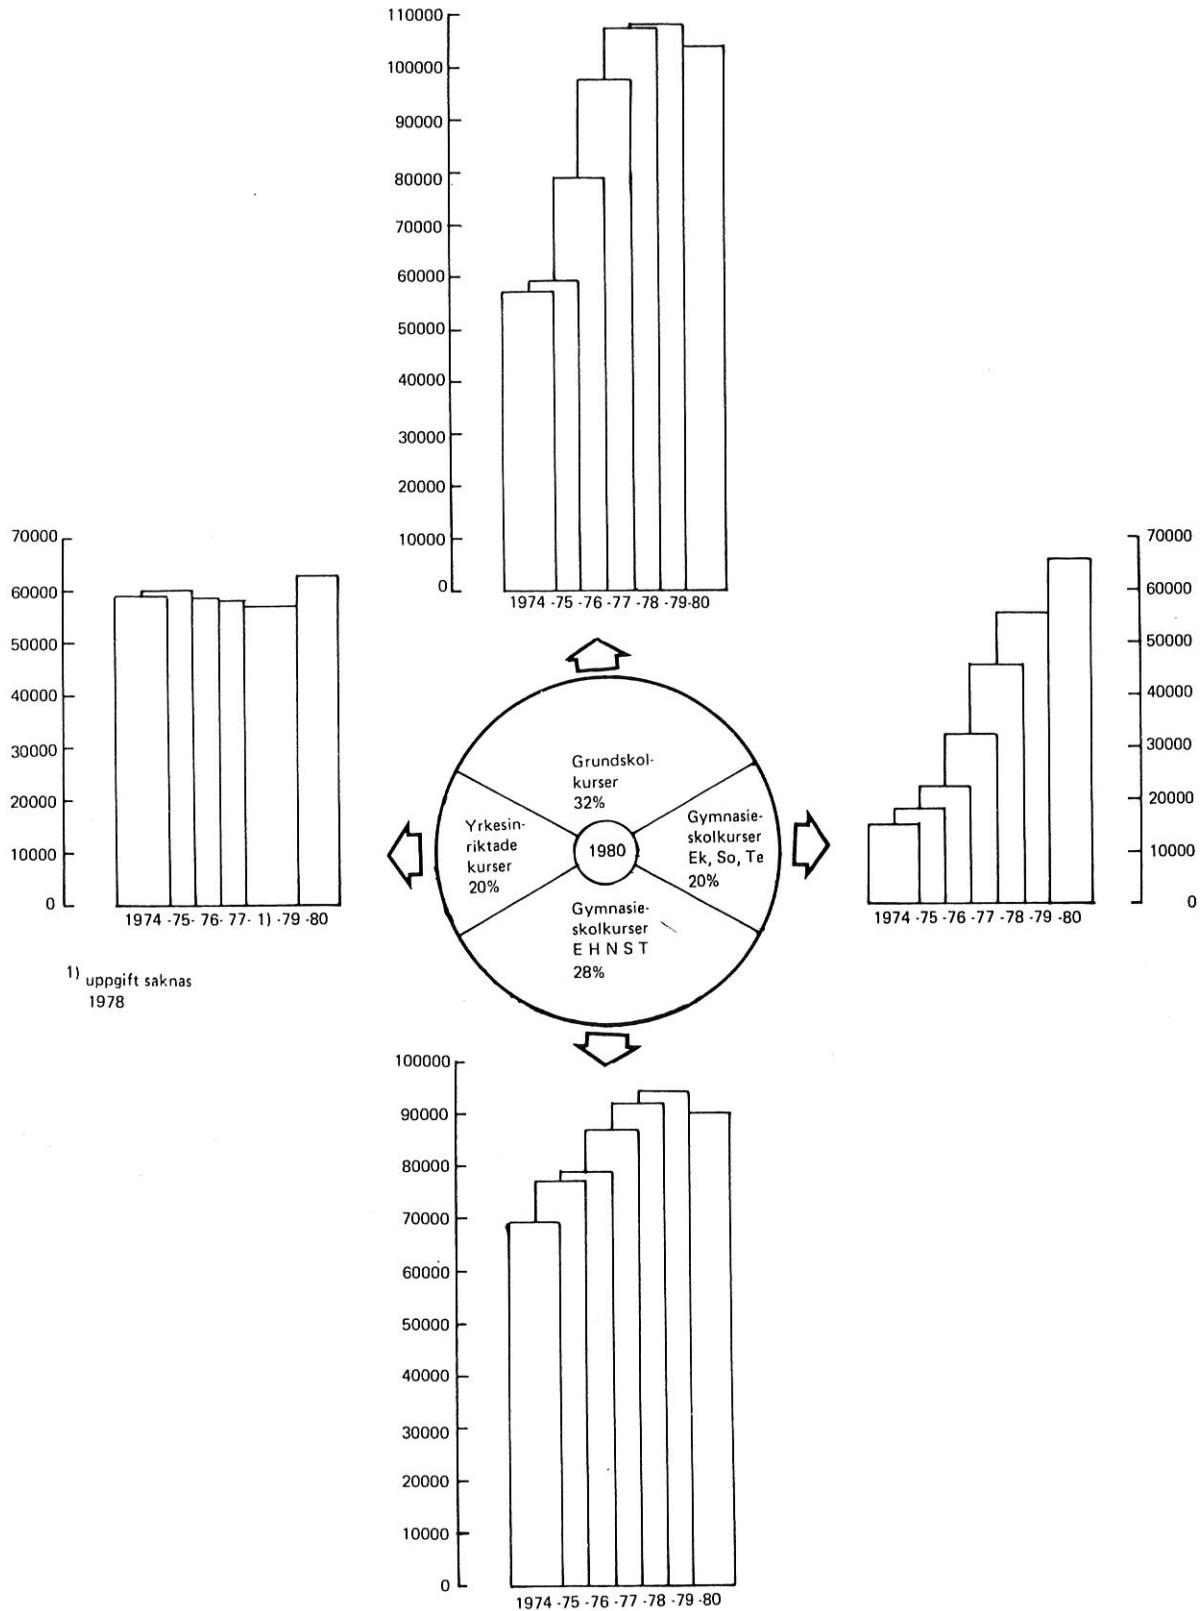 110000
100000
90000
80000
70000
60000
50000
40000
30000
20000
10000
0
1974 -75 -76 -77 -78 -79-80
70000
60000
50000
40000
30000
20000
10000
0
1974 -75- 76- 77- 1) -79 -80
1) uppgift saknas
1978
Grundskol-
kurser
32%
Yrkesin-
riktade
kurser
20%
1980
Gymnasie-
skolkurser
Ek, So, Te
20%
Gymnasie-
skolkurser
E H N S T
28%
70000
60000
50000
40000
30000
20000
10000
0
1974 -75 -76 -77 -78 -79 -80
100000
90000
80000
70000
60000
50000
40000
30000
20000
10000
0
1974 -75 -76 -77 -78 -79 -80